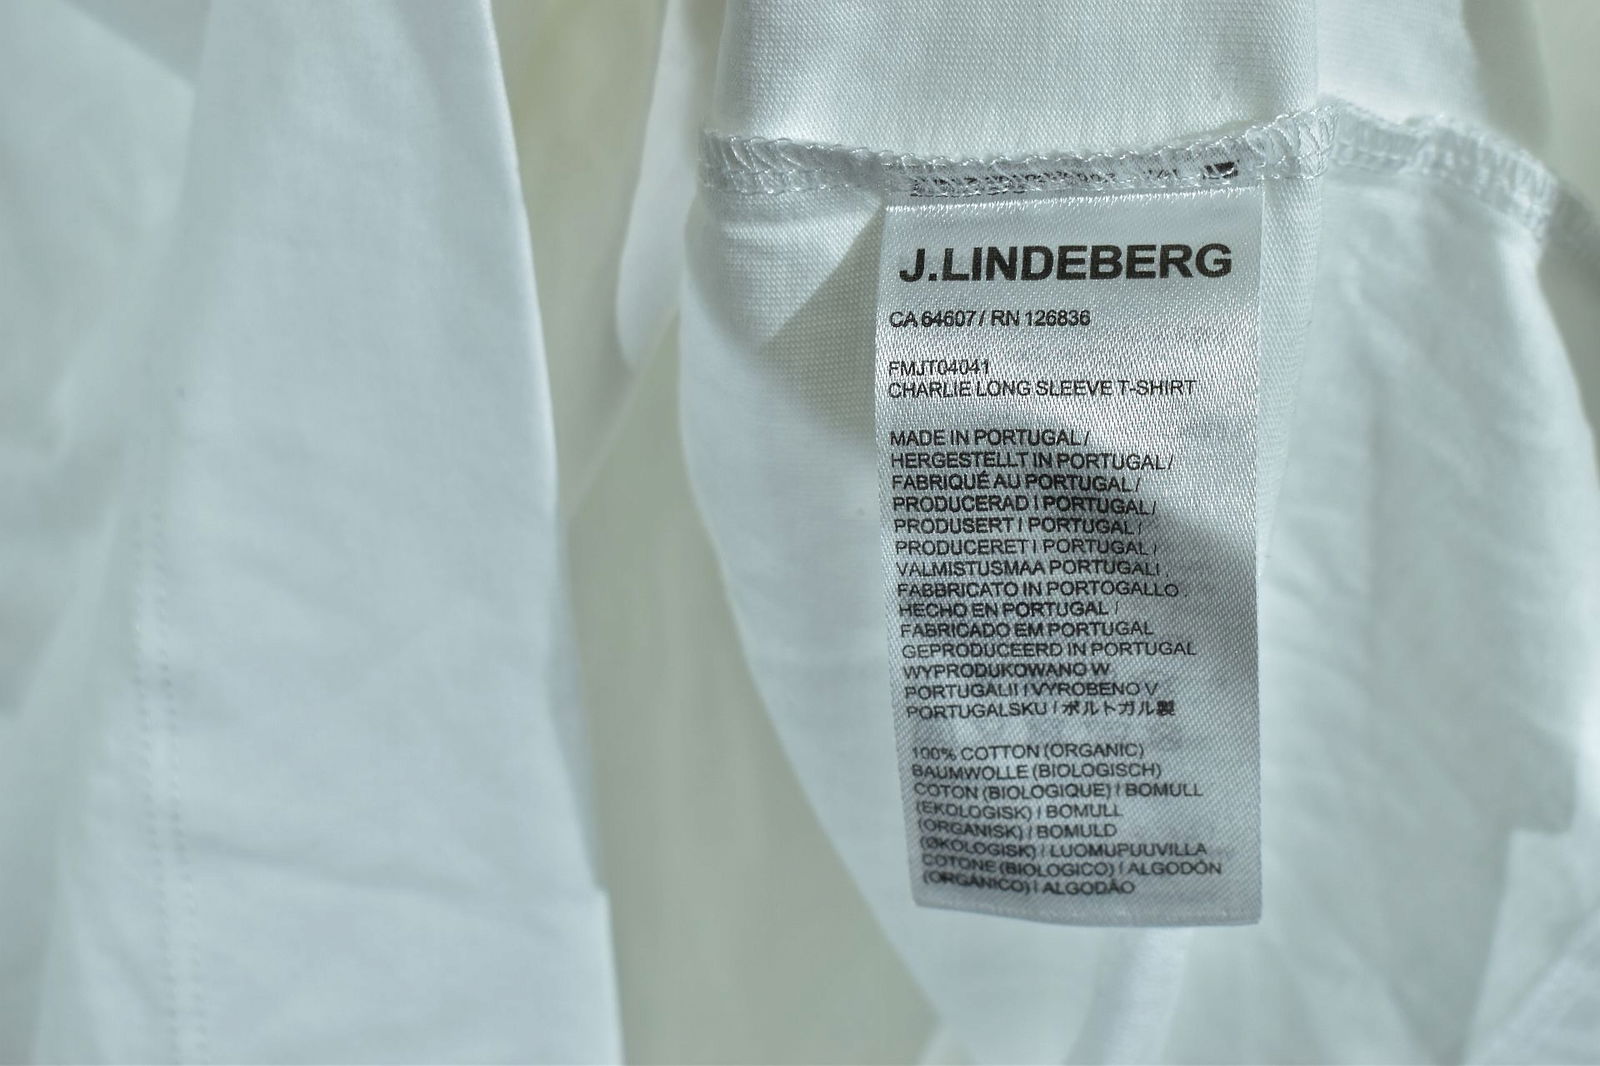 J.LINDEBERG
CA 64607 / RN 126836
FMJT04041
CHARLIE LONG SLEEVE T-SHIRT
MADE IN PORTUGAL /
HERGESTELLT IN PORTUGAL /
FABRIQUÉ AU PORTUGAL /
PRODUCERAD I PORTUGAL /
PRODUSERT I PORTUGAL /
PRODUCERET I PORTUGAL /
VALMISTUSMAA PORTUGALI /
FABBRICATO IN PORTOGALLO
HECHO EN PORTUGAL /
FABRICADO EM PORTUGAL
GEPRODUCEERD IN PORTUGAL
WYPRODUKOWANO W
PORTUGALII / VYROBENO V
PORTUGALSKU / ポルトガル製
100% COTTON (ORGANIC)
BAUMWOLLE (BIOLOGISCH)
COTON (BIOLOGIQUE) / BOMULL
(EKOLOGISK) / BOMULL
(ORGANISK) / BOMULD
(ØKOLOGISK) / LUOMUPUUVILLA
COTONE (BIOLOGICO) / ALGODÓN
(ORGÁNICO) / ALGODÃO